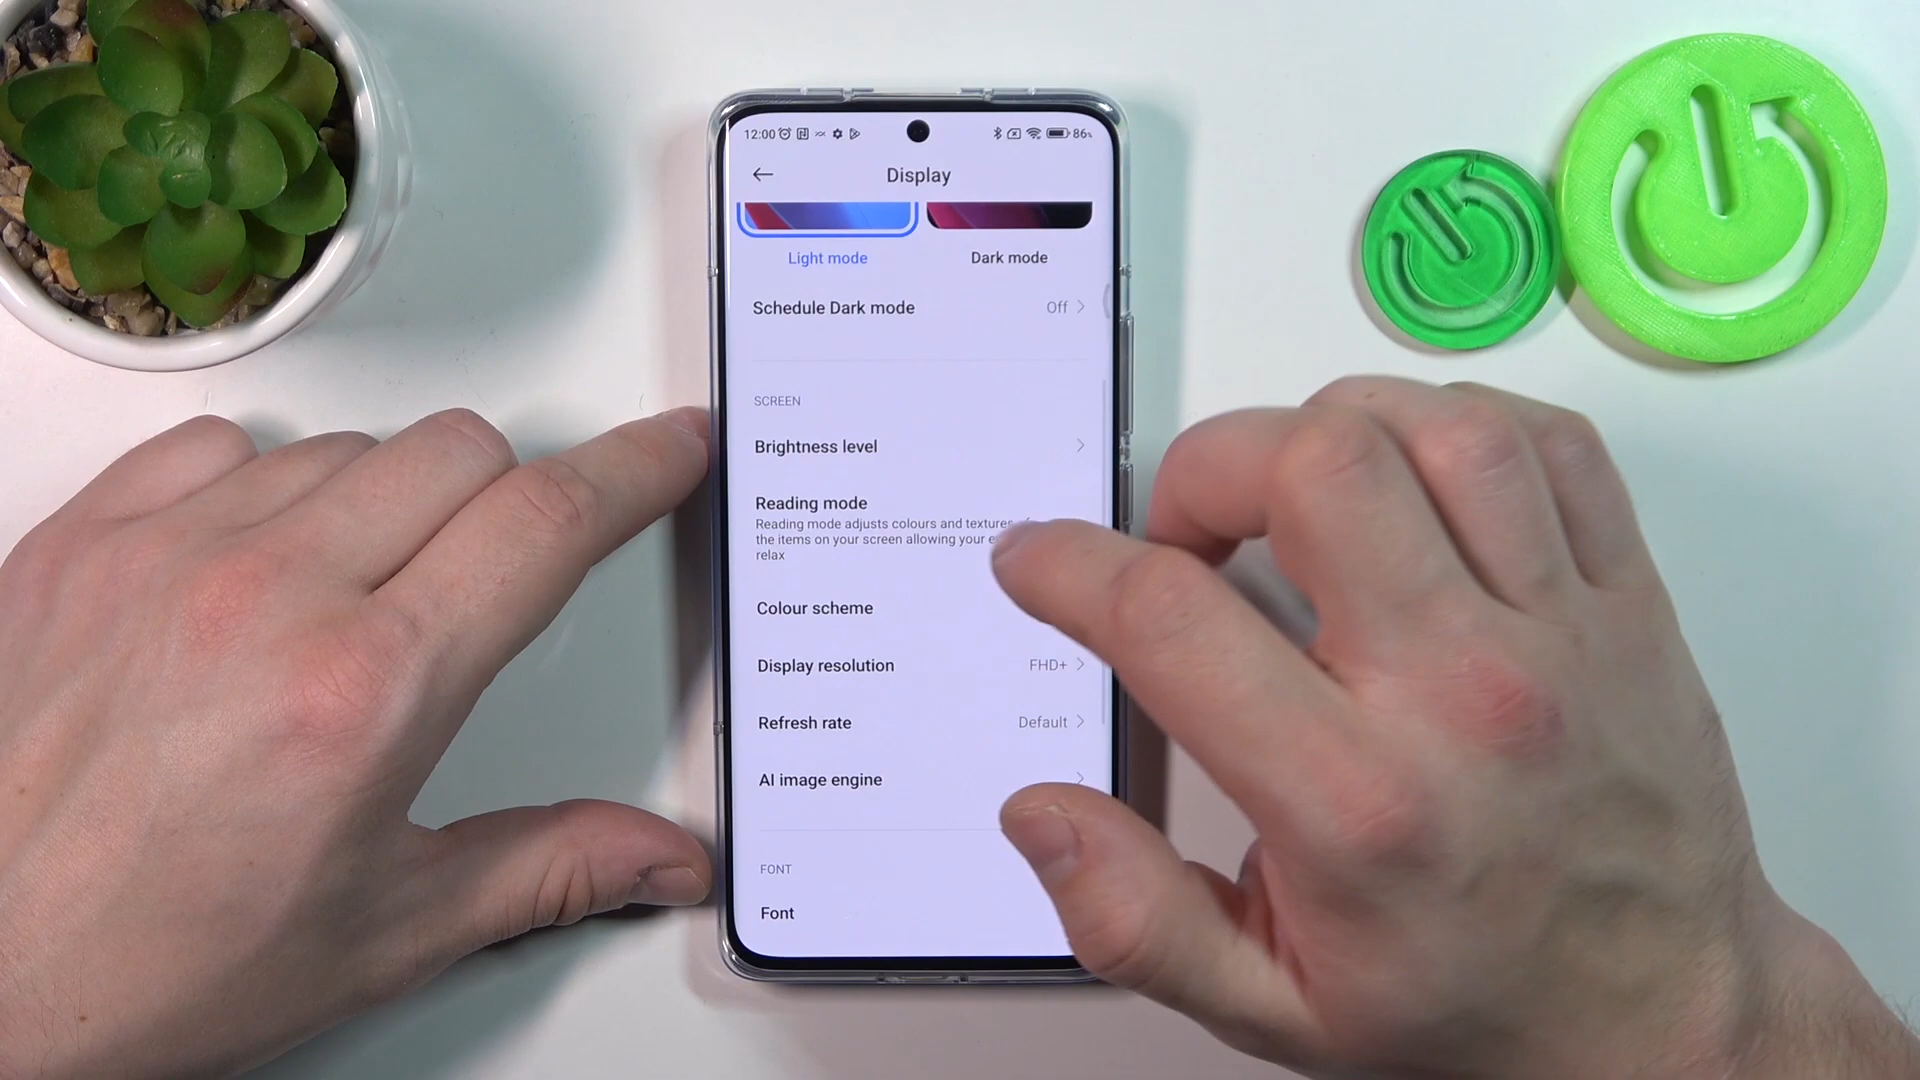 12:00 86%
Display
Light mode Dark mode
Schedule Dark mode Off
SCREEN
Brightness level
Reading mode
Reading mode adjusts colours and textures
the items on your screen allowing your
relax
Colour scheme
Display resolution FHD+
Refresh rate Default
AI image engine
FONT
Font